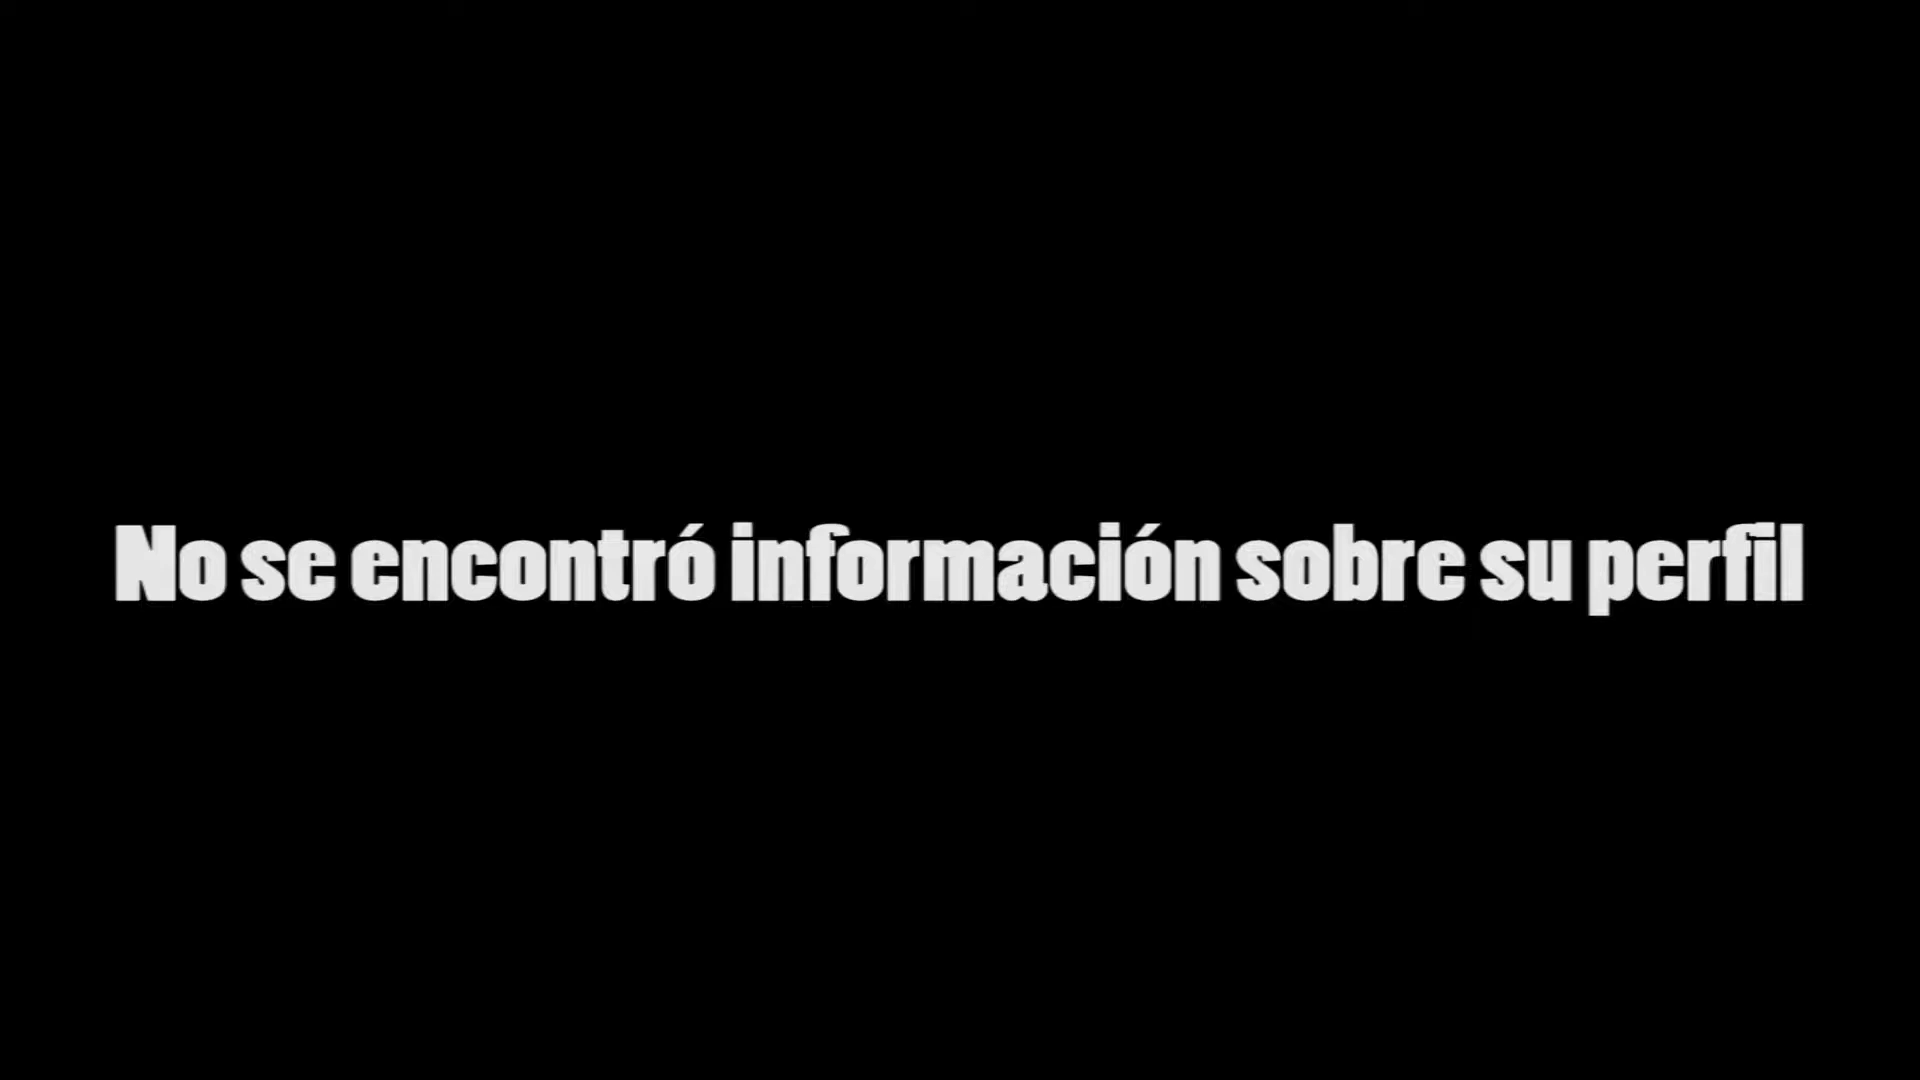 No se encontró información sobre su perfil